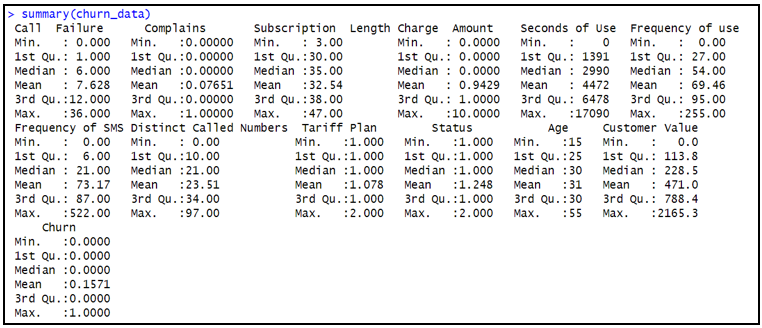 > summary(churn_data)
Call  Failure     Complains       Subscription  Length Charge  Amount    Seconds of Use  Frequency of use
Min.   : 0.000   Min.   :0.00000   Min.   : 3.00   Min.   : 0.0000   Min.   :    0   Min.   :  0.00
1st Qu.: 1.000   1st Qu.:0.00000   1st Qu.:30.00   1st Qu.: 0.0000   1st Qu.: 1391   1st Qu.: 27.00
Median : 6.000   Median :0.00000   Median :35.00   Median : 0.0000   Median : 2990   Median : 54.00
Mean   : 7.628   Mean   :0.07651   Mean   :32.54   Mean   : 0.9429   Mean   : 4472   Mean   : 69.46
3rd Qu.:12.000   3rd Qu.:0.00000   3rd Qu.:38.00   3rd Qu.: 1.0000   3rd Qu.: 6478   3rd Qu.: 95.00
Max.   :36.000   Max.   :1.00000   Max.   :47.00   Max.   :10.0000   Max.   :17090   Max.   :255.00
Frequency of SMS Distinct Called Numbers  Tariff Plan       Status          Age       Customer Value
Min.   :  0.00   Min.   : 0.00   Min.   :1.000   Min.   :1.000   Min.   :15   Min.   :   0.0
1st Qu.:  6.00   1st Qu.:10.00   1st Qu.:1.000   1st Qu.:1.000   1st Qu.:25   1st Qu.: 113.8
Median : 21.00   Median :21.00   Median :1.000   Median :1.000   Median :30   Median : 228.5
Mean   : 73.17   Mean   :23.51   Mean   :1.078   Mean   :1.248   Mean   :31   Mean   : 471.0
3rd Qu.: 87.00   3rd Qu.:34.00   3rd Qu.:1.000   3rd Qu.:1.000   3rd Qu.:30   3rd Qu.: 788.4
Max.   :522.00   Max.   :97.00   Max.   :2.000   Max.   :2.000   Max.   :55   Max.   :2165.3
Churn
Min.   :0.0000
1st Qu.:0.0000
Median :0.0000
Mean   :0.1571
3rd Qu.:0.0000
Max.   :1.0000